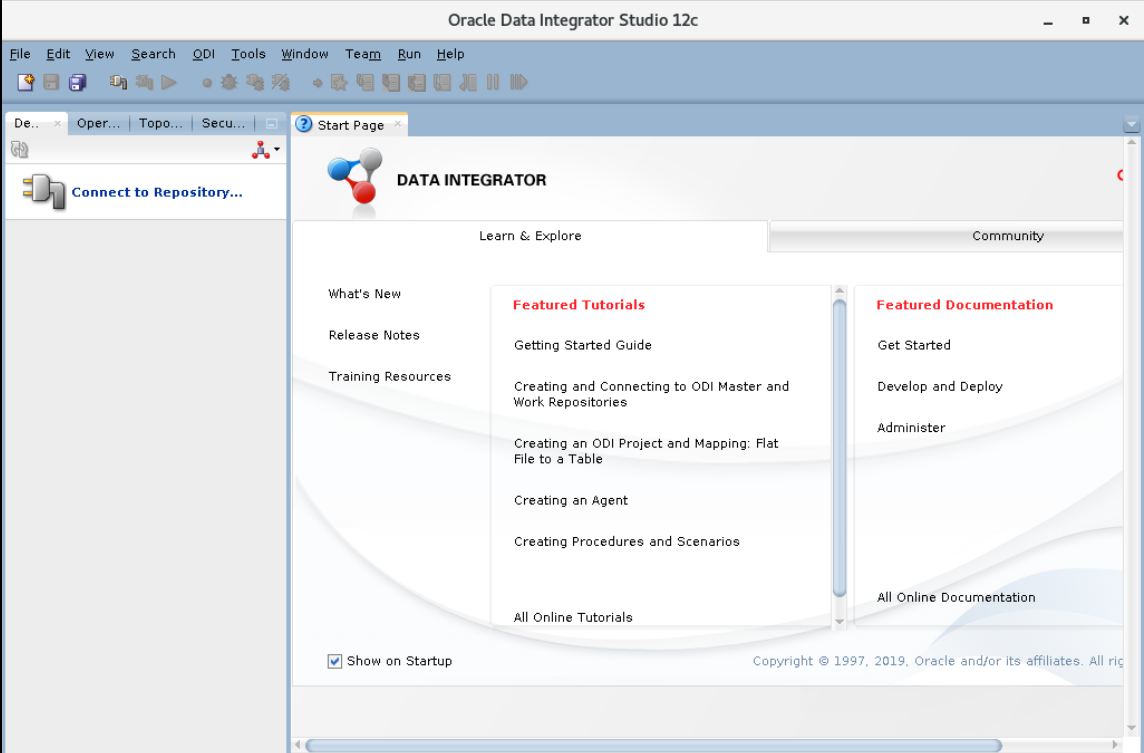 Oracle Data Integrator Studio 12c
File Edit View Search ODI Tools Window Team Run Help
De.. Oper... Topo... Secu... Start Page
Connect to Repository...
DATA INTEGRATOR
Learn & Explore
Community
What's New
Release Notes
Training Resources
Featured Tutorials
Getting Started Guide
Creating and Connecting to ODI Master and
Work Repositories
Creating an ODI Project and Mapping: Flat
File to a Table
Creating an Agent
Creating Procedures and Scenarios
All Online Tutorials
Featured Documentation
Get Started
Develop and Deploy
Administer
All Online Documentation
Show on Startup
Copyright © 1997, 2019, Oracle and/or its affiliates. All